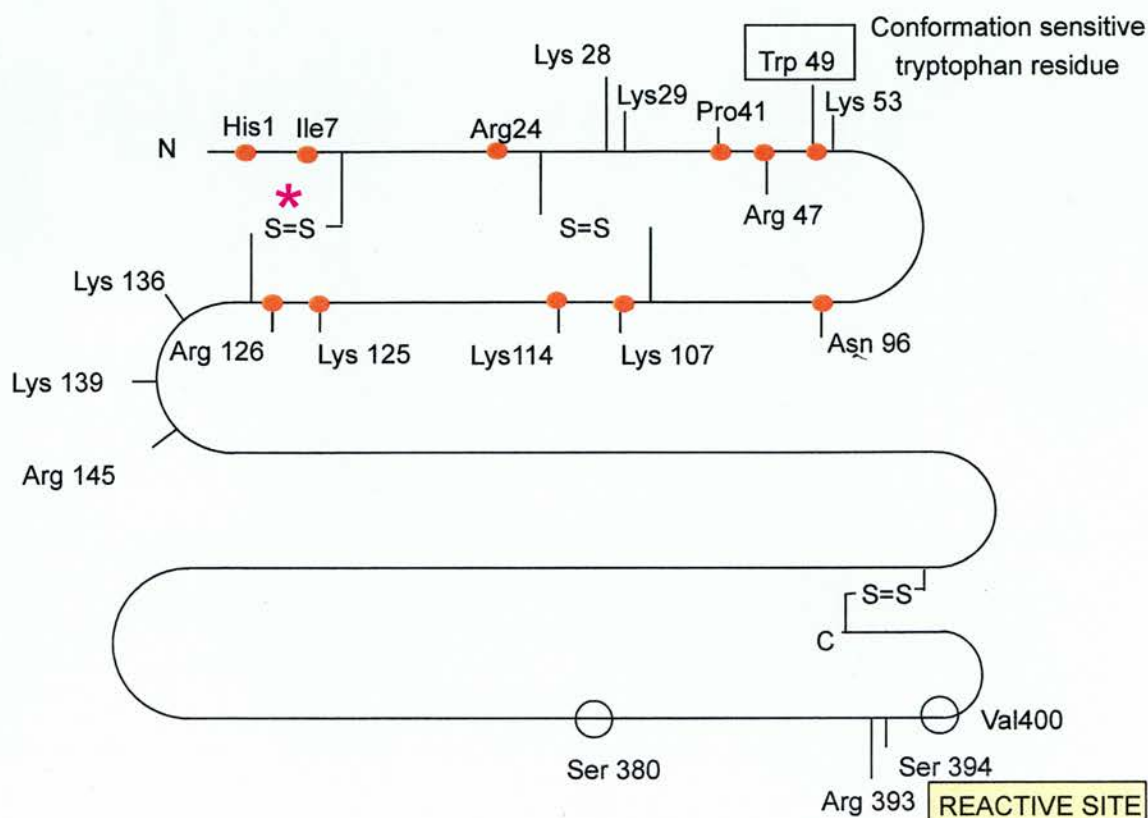 Conformation sensitive
tryptophan residue
Lys 28
Trp 49
Lys29
Lys 53
Pro41
N
His1
Ile7
Arg24
*
S=S
S=S
Arg 47
Lys 136
Arg 126
Lys 125
Lys114
Lys 107
Asn 96
Lys 139
Arg 145
S=S
C
Val400
Ser 380
Ser 394
Arg 393
REACTIVE SITE